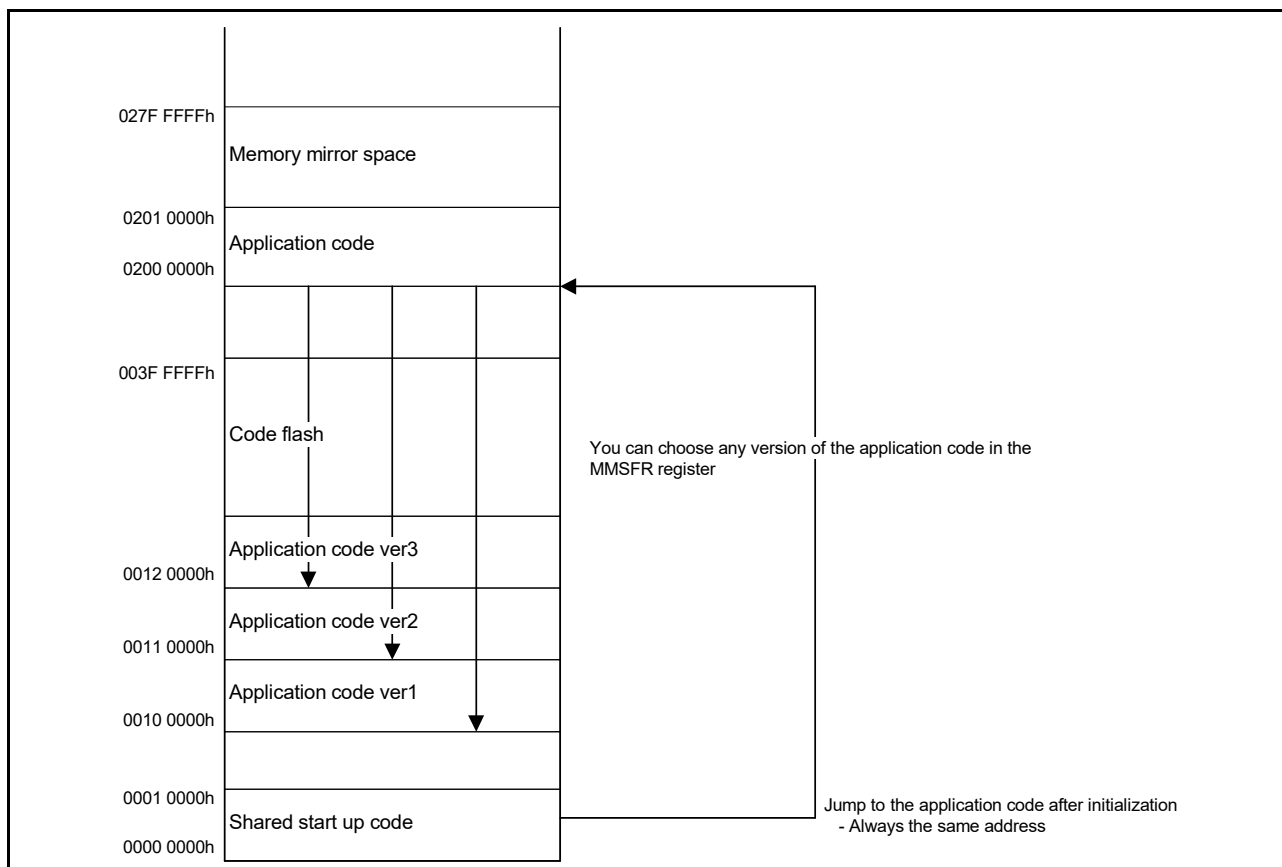 027F FFFFh
Memory mirror space
0201 0000h
Application code
0200 0000h
003F FFFFh
Code flash
You can choose any version of the application code in the
MMSFR register
Application code ver3
0012 0000h
Application code ver2
0011 0000h
Application code ver1
0010 0000h
0001 0000h
Jump to the application code after initialization
- Always the same address
Shared start up code
0000 0000h